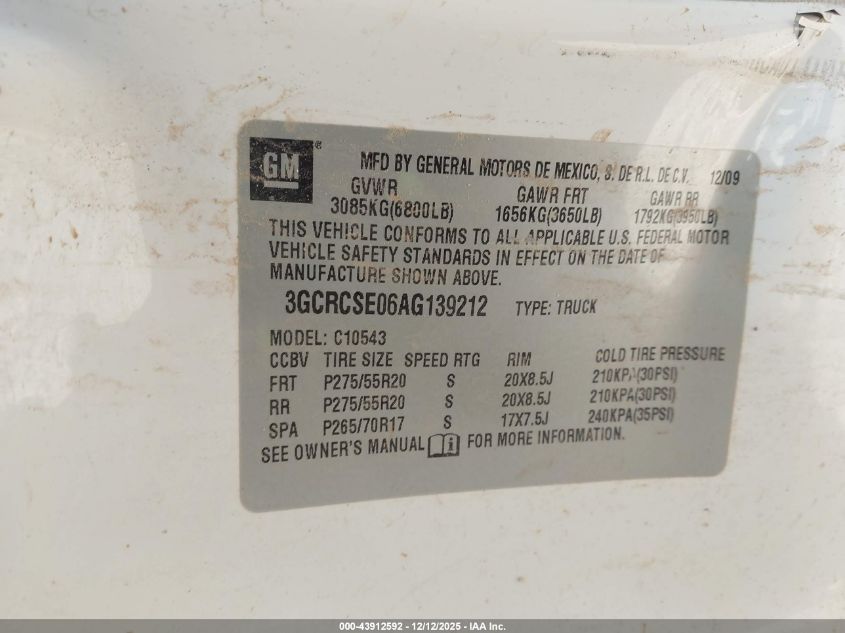 GM®
MFD BY GENERAL MOTORS DE MEXICO, S. DE R.L. DE C.V. 12/09
GVWR GAWR FRT GAWR RR
3085KG(6800LB) 1656KG(3650LB) 1792KG(3950LB)
THIS VEHICLE CONFORMS TO ALL APPLICABLE U.S. FEDERAL MOTOR
VEHICLE SAFETY STANDARDS IN EFFECT ON THE DATE OF
MANUFACTURE SHOWN ABOVE.
3GCRCSE06AG139212 TYPE: TRUCK
MODEL: C10543
CCBV TIRE SIZE SPEED RTG RIM COLD TIRE PRESSURE
FRT P275/55R20 S 20X8.5J 210KPA(30PSI)
RR P275/55R20 S 20X8.5J 210KPA(30PSI)
SPA P265/70R17 S 17X7.5J 240KPA(35PSI)
SEE OWNER'S MANUAL FOR MORE INFORMATION.
000-43912592 - 12/12/2025 - IAA Inc.